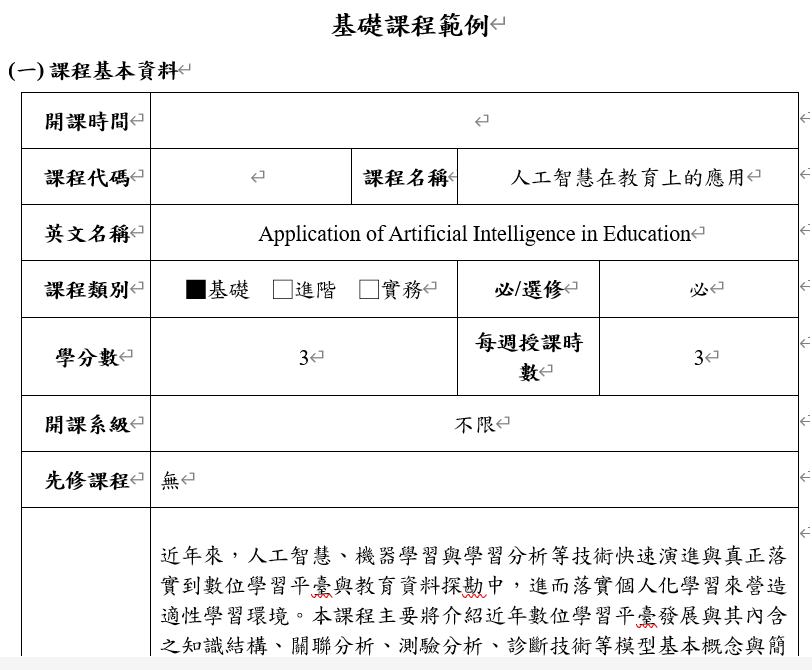 基礎課程範例
(一) 課程基本資料
開課時間
課程代碼 課程名稱 人工智慧在教育上的應用
英文名稱 Application of Artificial Intelligence in Education
課程類別 ■基礎 □進階 □實務 必/選修 必
學分數 3 每週授課時
數 3
開課系級 不限
先修課程 無
近年來，人工智慧、機器學習與學習分析等技術快速演進與真正落
實到數位學習平臺與教育資料探勘中，進而落實個人化學習來營造
適性學習環境。本課程主要將介紹近年數位學習平臺發展與其內含
之知識結構、關聯分析、測驗分析、診斷技術等模型基本概念與簡